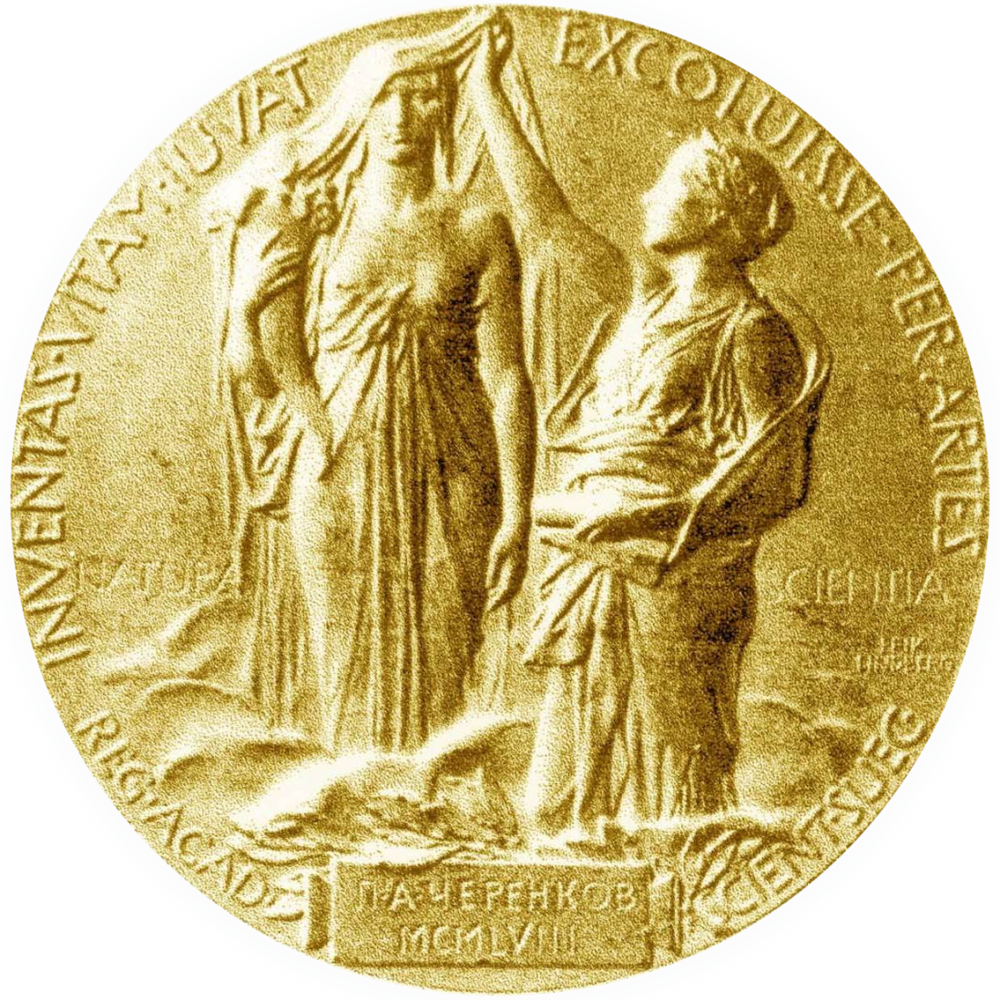 INVENTAS·VITAM·IUVAT
EXCOLUISSE·PER·ARTES
NATURA
SCIENTIA
ERIK
LINDBERG
REG·ACAD·
SCIENT·SUEC
П·А·ЧЕРЕНКОВ
MCMLVIII